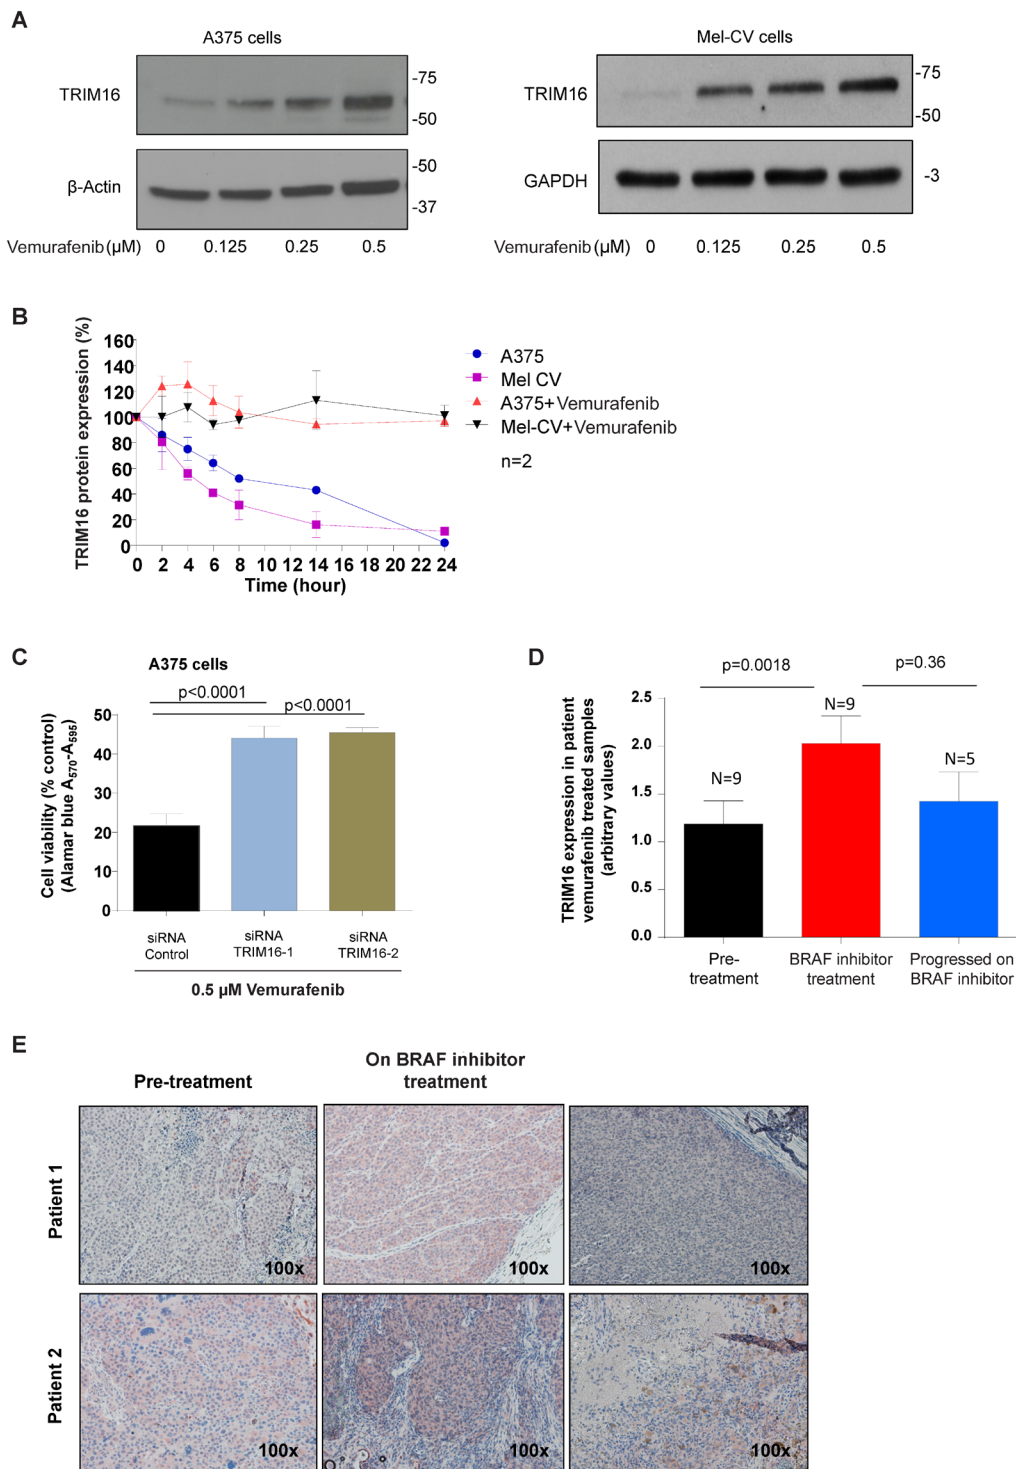 A
A375 cells
TRIM16
-75
-50
β-Actin
-50
-37
Vemurafenib (µM) 0 0.125 0.25 0.5
Mel-CV cells
TRIM16
-75
-50
GAPDH
-3
Vemurafenib (µM) 0 0.125 0.25 0.5
B
TRIM16 protein expression (%)
160
140
120
100
80
60
40
20
0
0 2 4 6 8 10 12 14 16 18 20 22 24
Time (hour)
A375
Mel CV
A375+Vemurafenib
Mel-CV+Vemurafenib
n=2
C
A375 cells
p<0.0001
p<0.0001
Cell viability (% control)
(Alamar blue A570-A595)
50
40
30
20
10
0
siRNA Control
siRNA TRIM16-1
siRNA TRIM16-2
0.5 µM Vemurafenib
D
p=0.0018
p=0.36
TRIM16 expression in patient
vemurafenib treated samples
(arbitrary values)
2.5
2.0
1.5
1.0
0.5
0.0
N=9
N=9
N=5
Pre-
treatment
BRAF inhibitor
treatment
Progressed on
BRAF inhibitor
E
Pre-treatment
On BRAF inhibitor
treatment
Patient 1
100x
100x
100x
Patient 2
100x
100x
100x